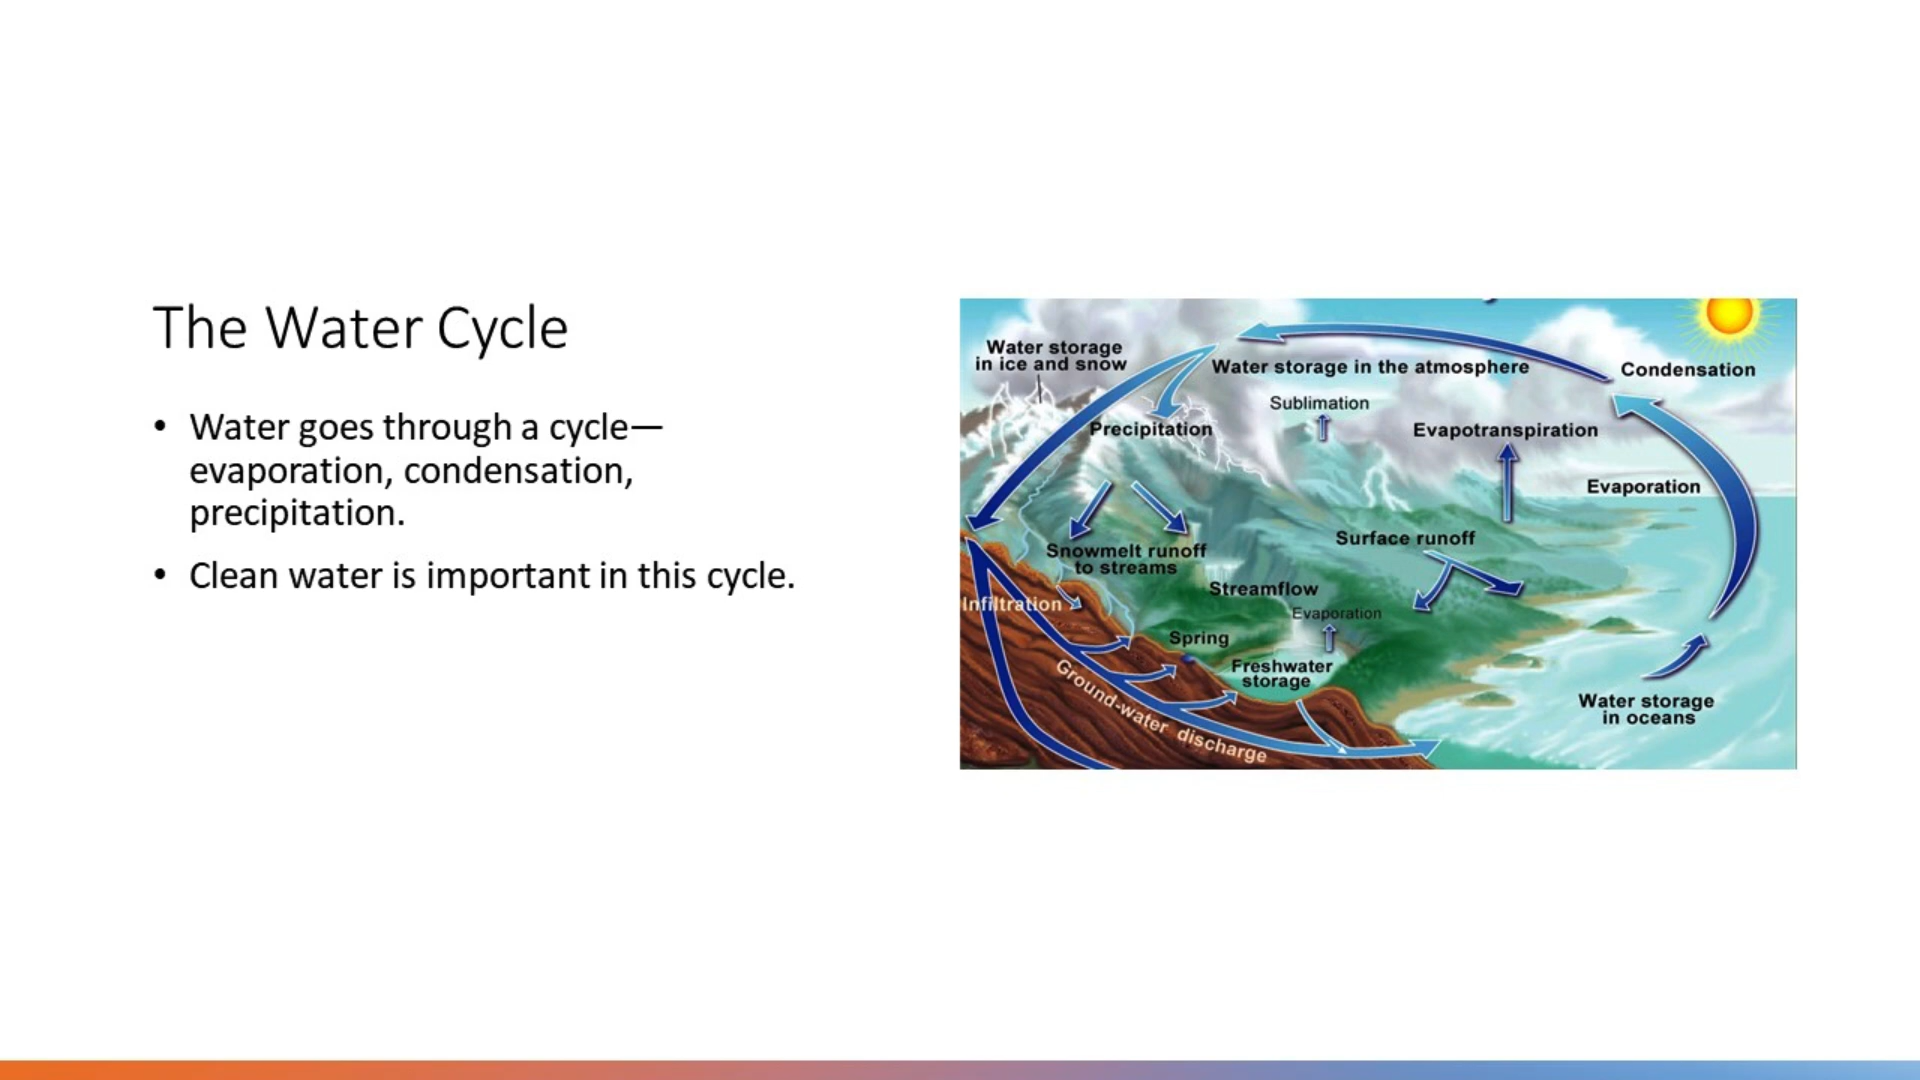 The Water Cycle
• Water goes through a cycle—
evaporation, condensation,
precipitation.
• Clean water is important in this cycle.
Water storage
in ice and snow
Water storage in the atmosphere
Condensation
Sublimation
Precipitation
Evapotranspiration
Evaporation
Surface runoff
Snowmelt runoff
to streams
Streamflow
Infiltration
Evaporation
Spring
Freshwater
storage
Ground-water discharge
Water storage
in oceans